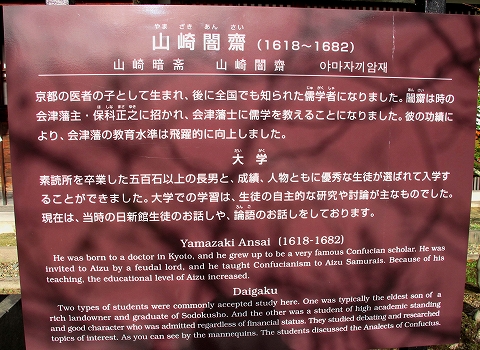 やま ざき あん さい
山崎闇齋 (1618～1682)
山崎暗斎 山崎闇齋 야마자끼암재
京都の医者の子として生まれ、後に全国でも知られた儒学者になりました。闇斎は時の
会津藩主・保科正之に招かれ、会津藩士に儒学を教えることになりました。彼の功績に
より、会津藩の教育水準は飛躍的に向上しました。
大学
素読所を卒業した五百石以上の長男と、成績、人物ともに優秀な生徒が選ばれて入学す
ることができました。大学での学習は、生徒の自主的な研究や討論が主なものでした。
現在は、当時の日新館生徒のお話しや、論語のお話しをしております。
Yamazaki Ansai (1618-1682)
He was born to a doctor in Kyoto, and he grew up to be a very famous Confucian scholar. He was
invited to Aizu by a feudal lord, and he taught Confucianism to Aizu Samurais. Because of his
teaching, the educational level of Aizu increased.
Daigaku
Two types of students were commonly accepted study here. One was typically the eldest son of a
rich landowner and graduate of Sodokusho. And the other was a student of high academic standing
and good character who was admitted regardless of financial status. They studied debating and researched
topics of interest. As you can see by the mannequins. The students discussed the Analects of Confucius.